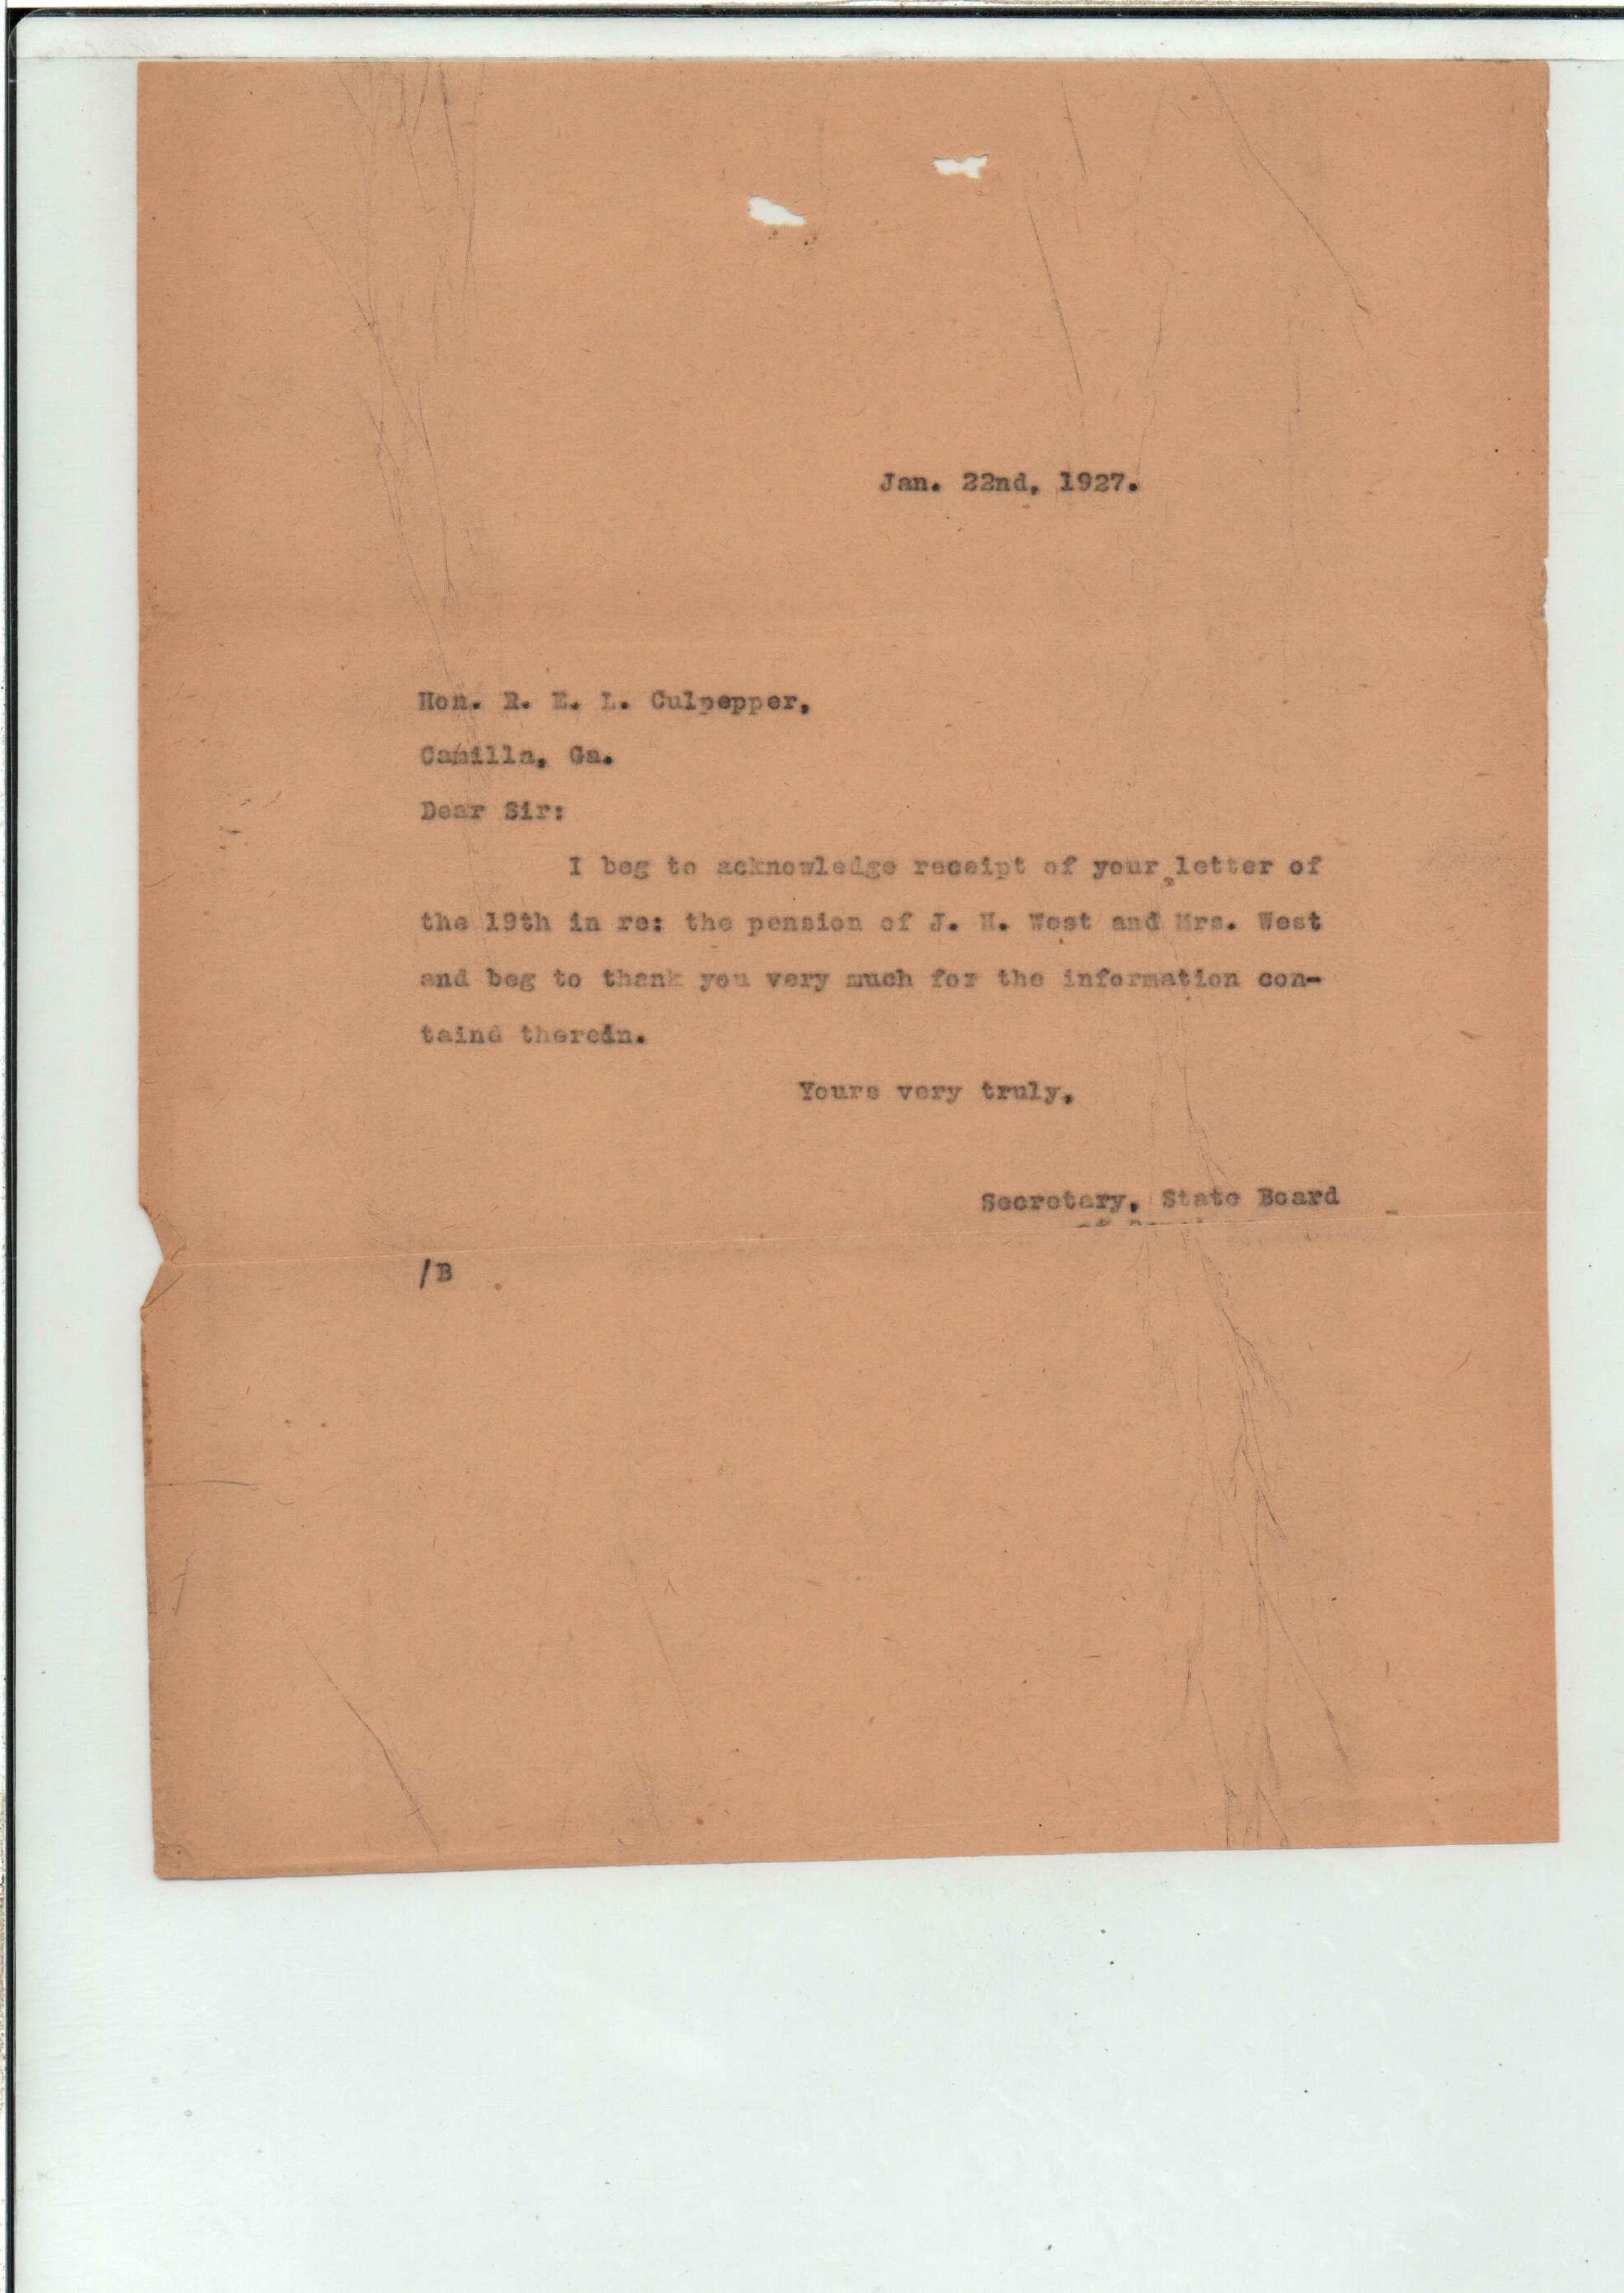 Jan. 22nd, 1927.
Hon. R. E. L. Culpepper,
Camilla, Ga.
Dear Sir:
I beg to acknowledge receipt of your letter of
the 19th in re: the pension of J. H. West and Mrs. West
and beg to thank you very much for the information con-
taind therein.
Yours very truly,
Secretary, State Board
of
/B